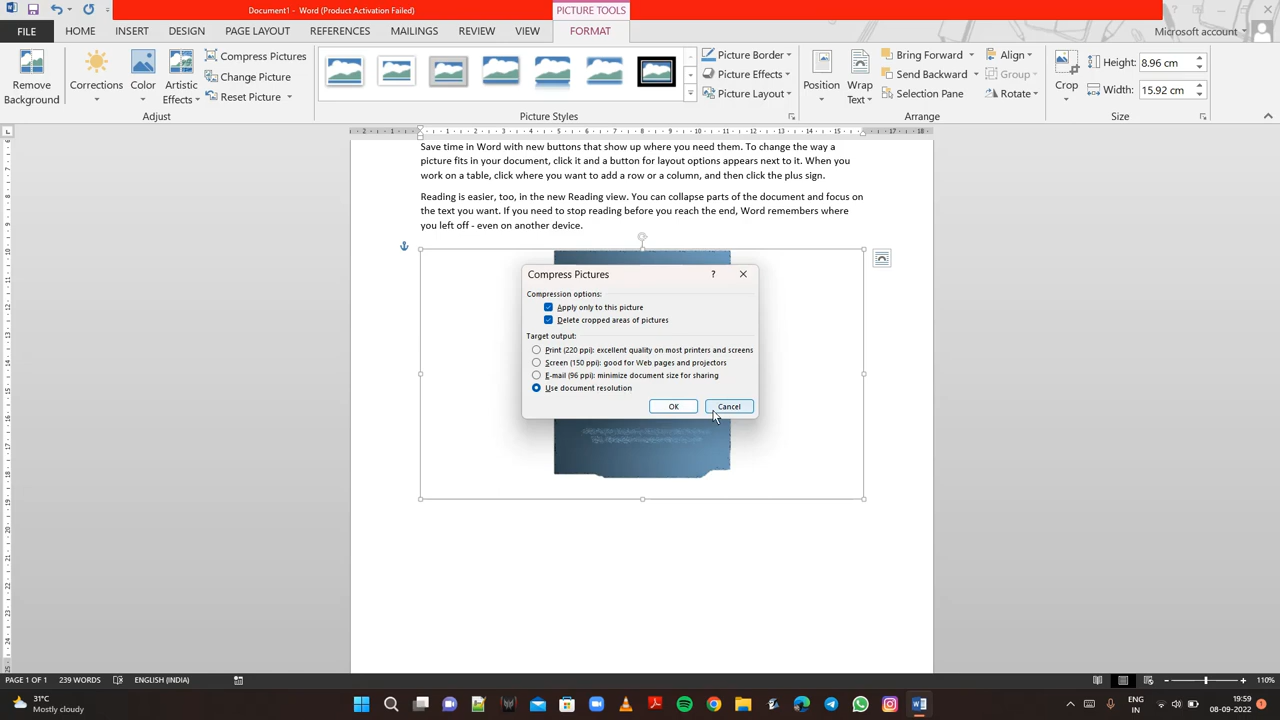 Document1 - Word (Product Activation Failed)
PICTURE TOOLS
FILE
HOME
INSERT
DESIGN
PAGE LAYOUT
REFERENCES
MAILINGS
REVIEW
VIEW
FORMAT
Microsoft account
Remove Background
Corrections
Color
Artistic Effects
Compress Pictures
Change Picture
Reset Picture
Adjust
Picture Border
Picture Effects
Picture Layout
Picture Styles
Position
Wrap Text
Bring Forward
Send Backward
Selection Pane
Align
Group
Rotate
Arrange
Crop
Height: 8.96 cm
Width: 15.92 cm
Size
Save time in Word with new buttons that show up where you need them. To change the way a
picture fits in your document, click it and a button for layout options appears next to it. When you
work on a table, click where you want to add a row or a column, and then click the plus sign.
Reading is easier, too, in the new Reading view. You can collapse parts of the document and focus on
the text you want. If you need to stop reading before you reach the end, Word remembers where
you left off - even on another device.
Compress Pictures
?
Compression options:
Apply only to this picture
Delete cropped areas of pictures
Target output:
Print (220 ppi): excellent quality on most printers and screens
Screen (150 ppi): good for Web pages and projectors
E-mail (96 ppi): minimize document size for sharing
Use document resolution
OK
Cancel
PAGE 1 OF 1
239 WORDS
ENGLISH (INDIA)
110%
31°C
Mostly cloudy
ENG
IN
19:59
08-09-2022